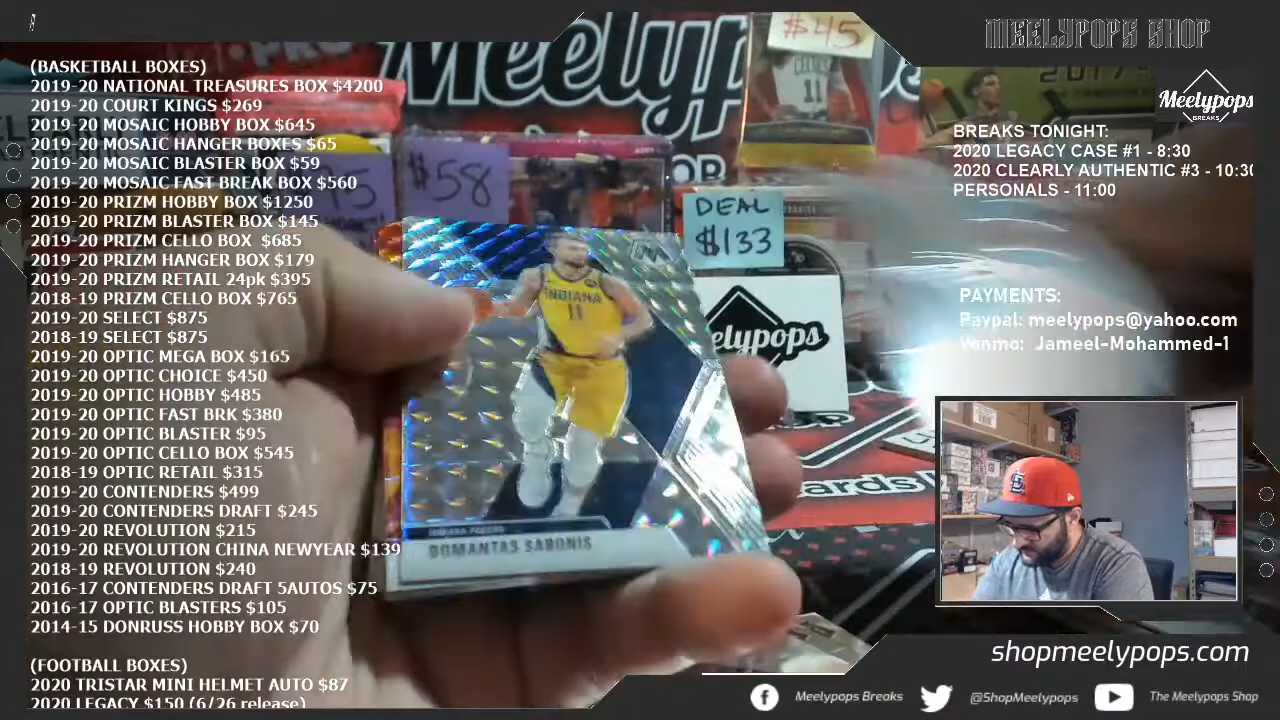 MEELYPOPS SHOP
(BASKETBALL BOXES)
2019-20 NATIONAL TREASURES BOX $4200
2019-20 COURT KINGS $269
2019-20 MOSAIC HOBBY BOX $645
2019-20 MOSAIC HANGER BOXES $65
2019-20 MOSAIC BLASTER BOX $59
2019-20 MOSAIC FAST BREAK BOX $560
2019-20 PRIZM HOBBY BOX $1250
2019-20 PRIZM BLASTER BOX $145
2019-20 PRIZM CELLO BOX $685
2019-20 PRIZM HANGER BOX $179
2019-20 PRIZM RETAIL 24pk $395
2018-19 PRIZM CELLO BOX $765
2019-20 SELECT $875
2018-19 SELECT $875
2019-20 OPTIC MEGA BOX $165
2019-20 OPTIC CHOICE $450
2019-20 OPTIC HOBBY $485
2019-20 OPTIC FAST BRK $380
2019-20 OPTIC BLASTER $95
2019-20 OPTIC CELLO BOX $545
2018-19 OPTIC RETAIL $315
2019-20 CONTENDERS $499
2019-20 CONTENDERS DRAFT $245
2019-20 REVOLUTION $215
2019-20 REVOLUTION CHINA NEWYEAR $139
2018-19 REVOLUTION $240
2016-17 CONTENDERS DRAFT 5AUTOS $75
2016-17 OPTIC BLASTERS $105
2014-15 DONRUSS HOBBY BOX $70
(FOOTBALL BOXES)
2020 TRISTAR MINI HELMET AUTO $87
2020 LEGACY $150 (6/26 release)
Meelyp
$45
CELTICS
11
$58
DEAL
$133
elypops
INDIANA
11
INDIANA PACERS
DOMANTAS SABONIS
ards
Meelypops
BREAKS
BREAKS TONIGHT:
2020 LEGACY CASE #1 - 8:30
2020 CLEARLY AUTHENTIC #3 - 10:30
PERSONALS - 11:00
PAYMENTS:
Paypal: meelypops@yahoo.com
Venmo: Jameel-Mohammed-1
shopmeelypops.com
Meelypops Breaks
@ShopMeelypops
The Meelypops Shop